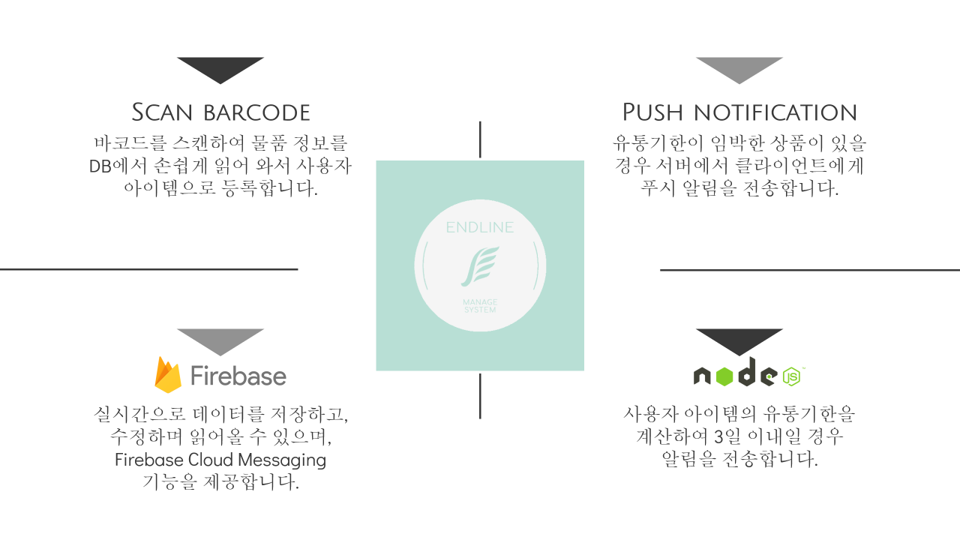 SCAN BARCODE
바코드를 스캔하여 물품 정보를
DB에서 손쉽게 읽어 와서 사용자
아이템으로 등록합니다.
PUSH NOTIFICATION
유통기한이 임박한 상품이 있을
경우 서버에서 클라이언트에게
푸시 알림을 전송합니다.
ENDLINE
MANAGE
SYSTEM
Firebase
실시간으로 데이터를 저장하고,
수정하며 읽어올 수 있으며,
Firebase Cloud Messaging
기능을 제공합니다.
node JS
사용자 아이템의 유통기한을
계산하여 3일 이내일 경우
알림을 전송합니다.